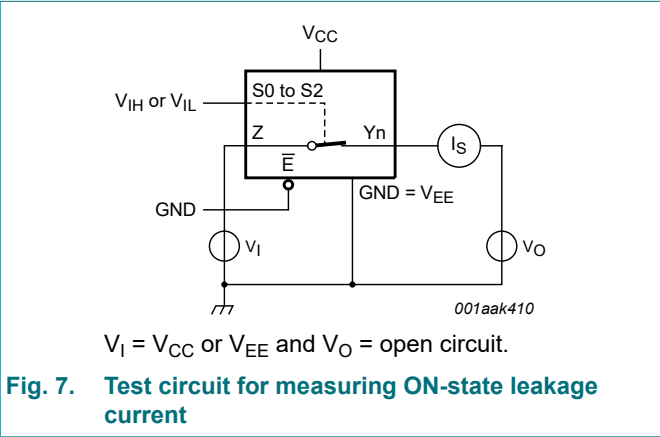 VCC
S0 to S2
VIH or VIL
Z
Yn
IS
E̅
GND = VEE
GND
VI
VO
001aak410
VI = VCC or VEE and VO = open circuit.
Fig. 7. Test circuit for measuring ON-state leakage
current